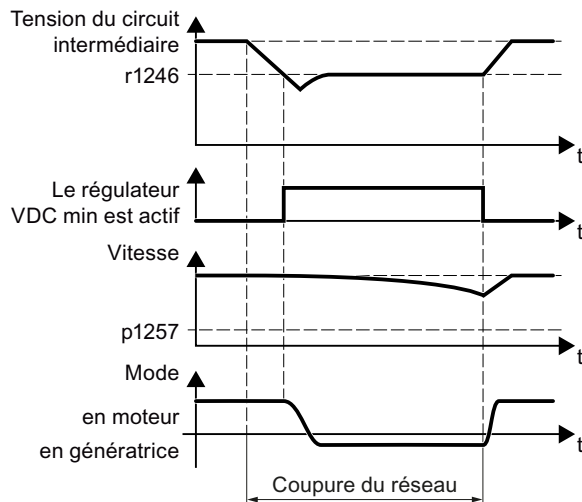 Tension du circuit
intermédiaire
r1246
t
Le régulateur
VDC min est actif
t
Vitesse
p1257
t
Mode
en moteur
en génératrice
t
Coupure du réseau